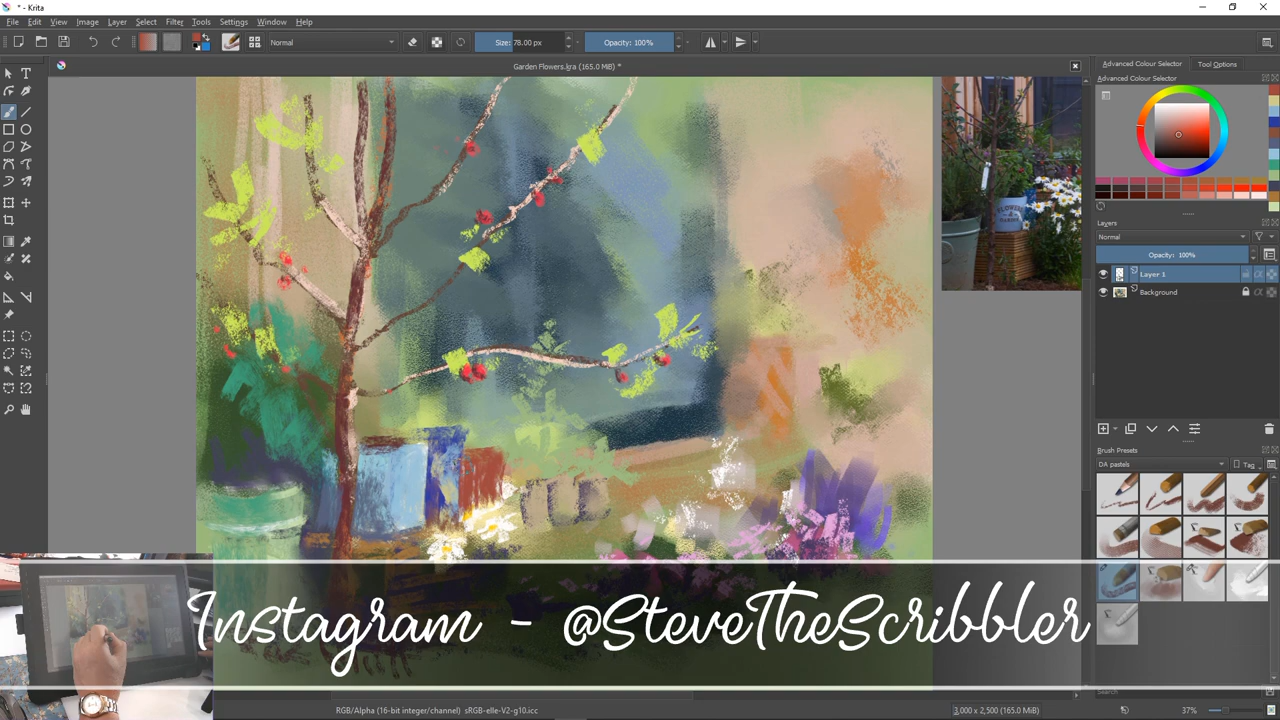 * - Krita
File Edit View Image Layer Select Filter Tools Settings Window Help
Normal
Size: 78.00 px
Opacity: 100%
Garden Flowers.kra (165.0 MiB) *
Advanced Colour Selector Tool Options
Advanced Colour Selector
FLOWERS
GARDEN
Layers
Normal
Opacity: 100%
Layer 1
Background
Brush Presets
DA pastels
Tag
Instagram - @SteveTheScribbler
Search
RGB/Alpha (16-bit integer/channel) sRGB-elle-V2-g10.icc
3,000 x 2,500 (165.0 MiB)
37%